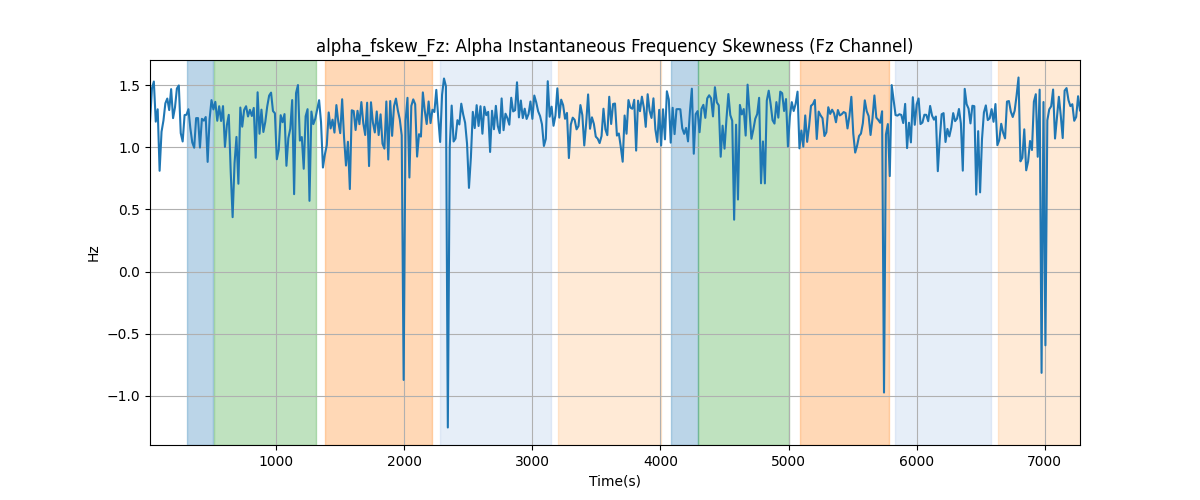 alpha_fskew_Fz: Alpha Instantaneous Frequency Skewness (Fz Channel)
1.5
1.0
0.5
0.0
−0.5
−1.0
Hz
1000 2000 3000 4000 5000 6000 7000
Time(s)